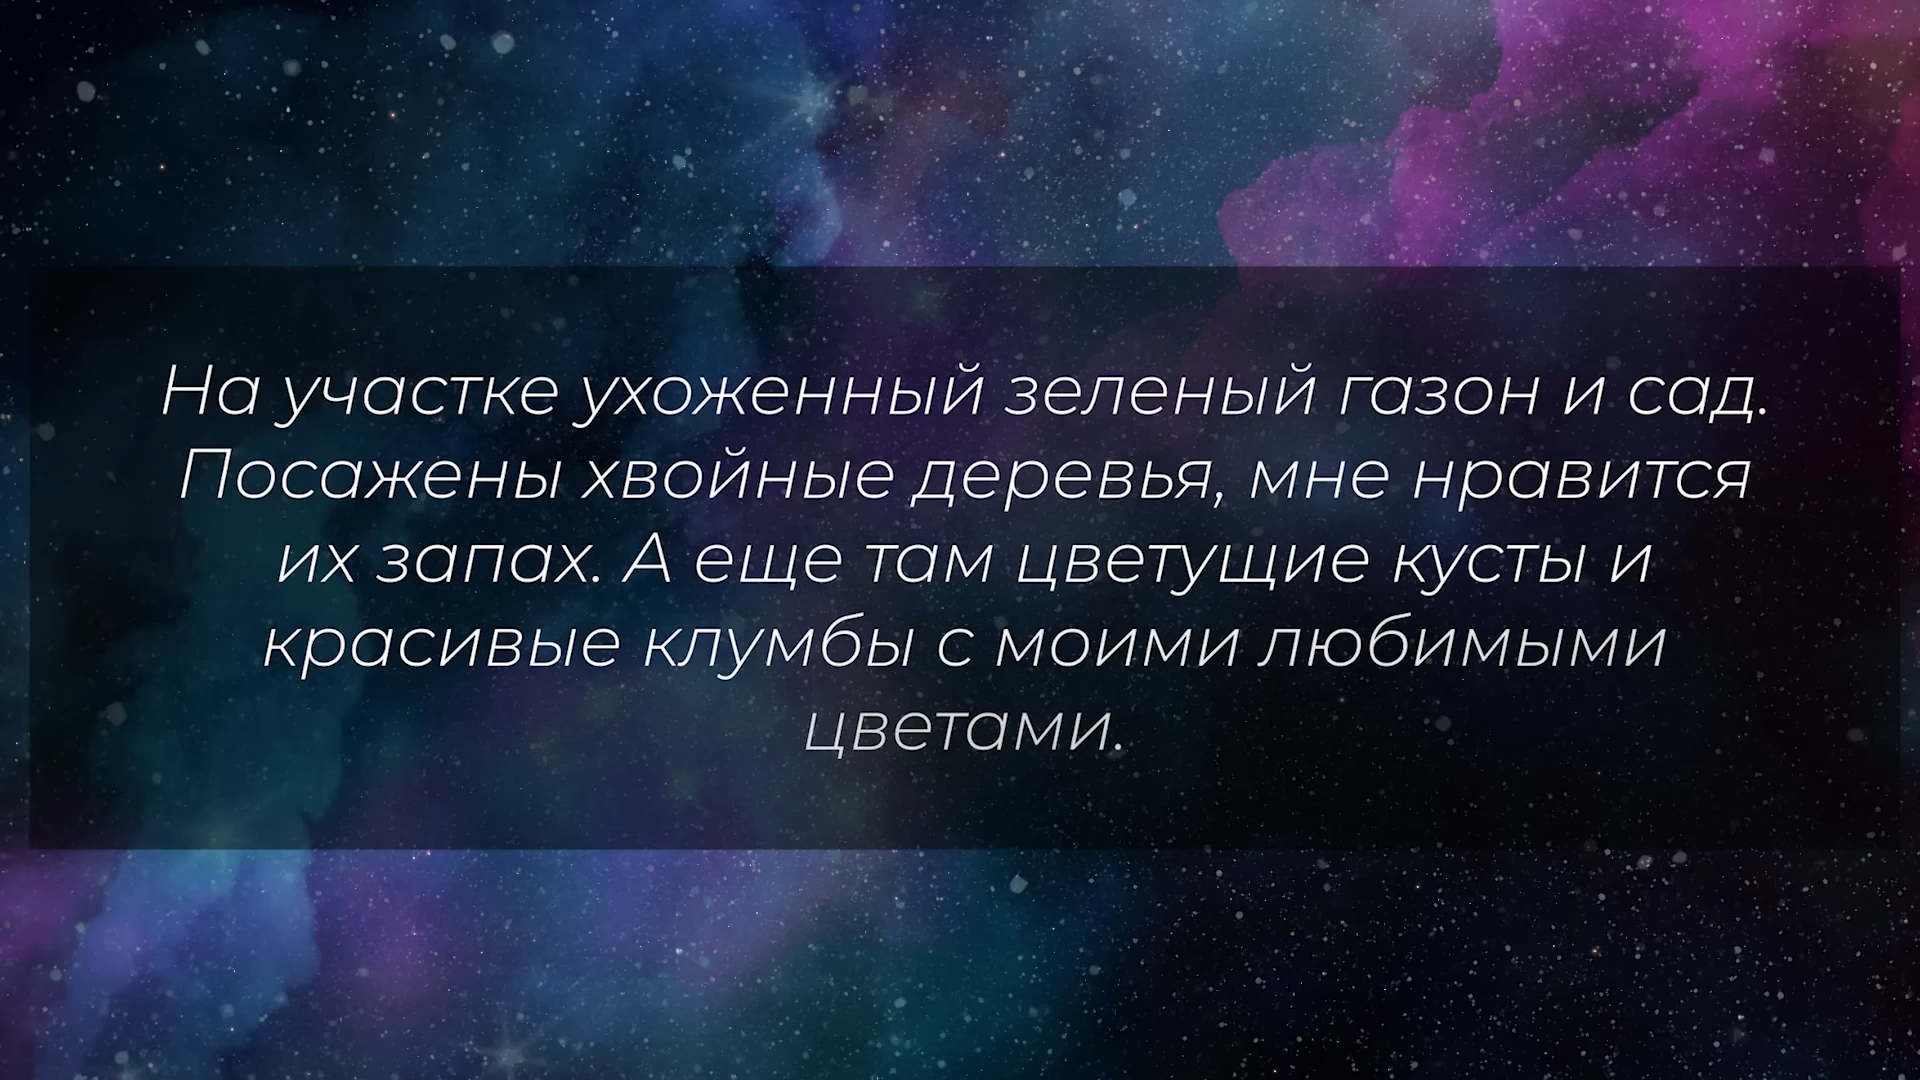 На участке ухоженный зеленый газон и сад.
Посажены хвойные деревья, мне нравится
их запах. А еще там цветущие кусты и
красивые клумбы с моими любимыми
цветами.